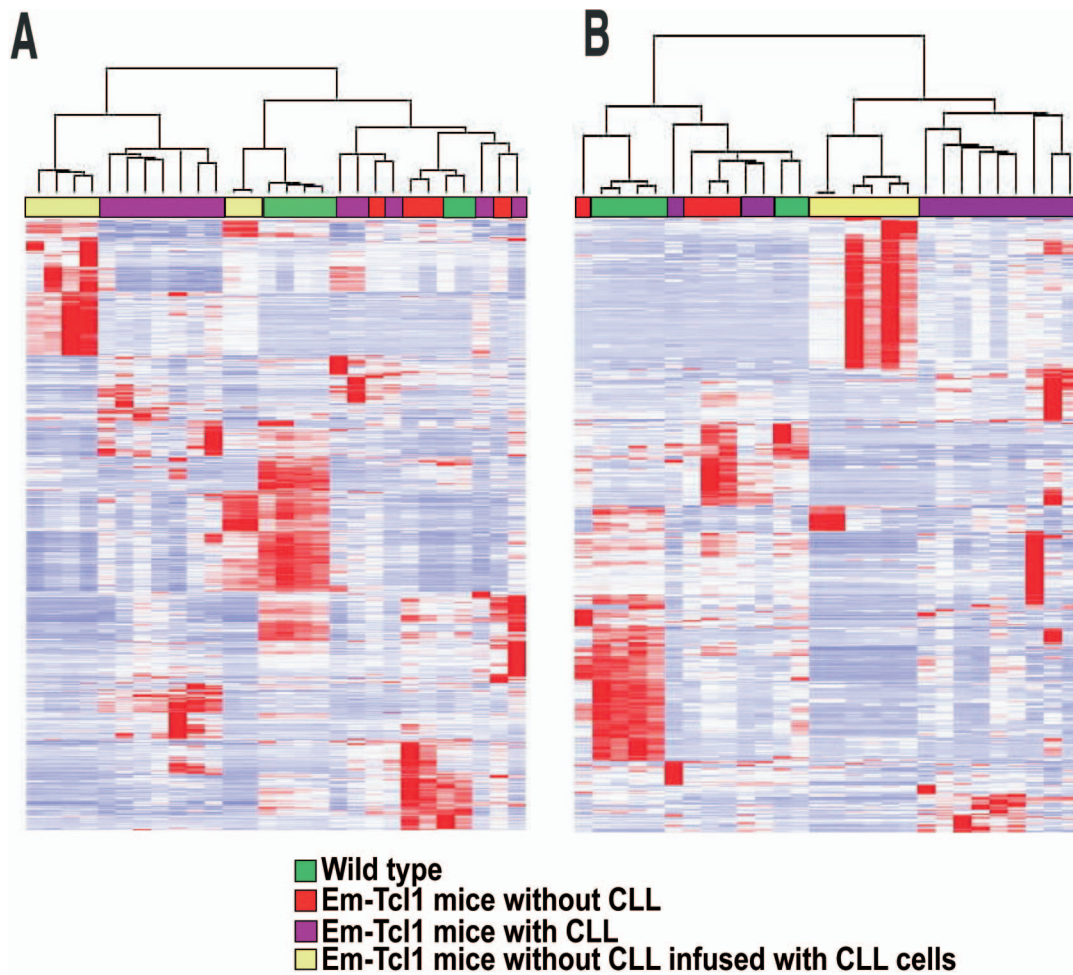 A
B
Wild type
Em-Tcl1 mice without CLL
Em-Tcl1 mice with CLL
Em-Tcl1 mice without CLL infused with CLL cells